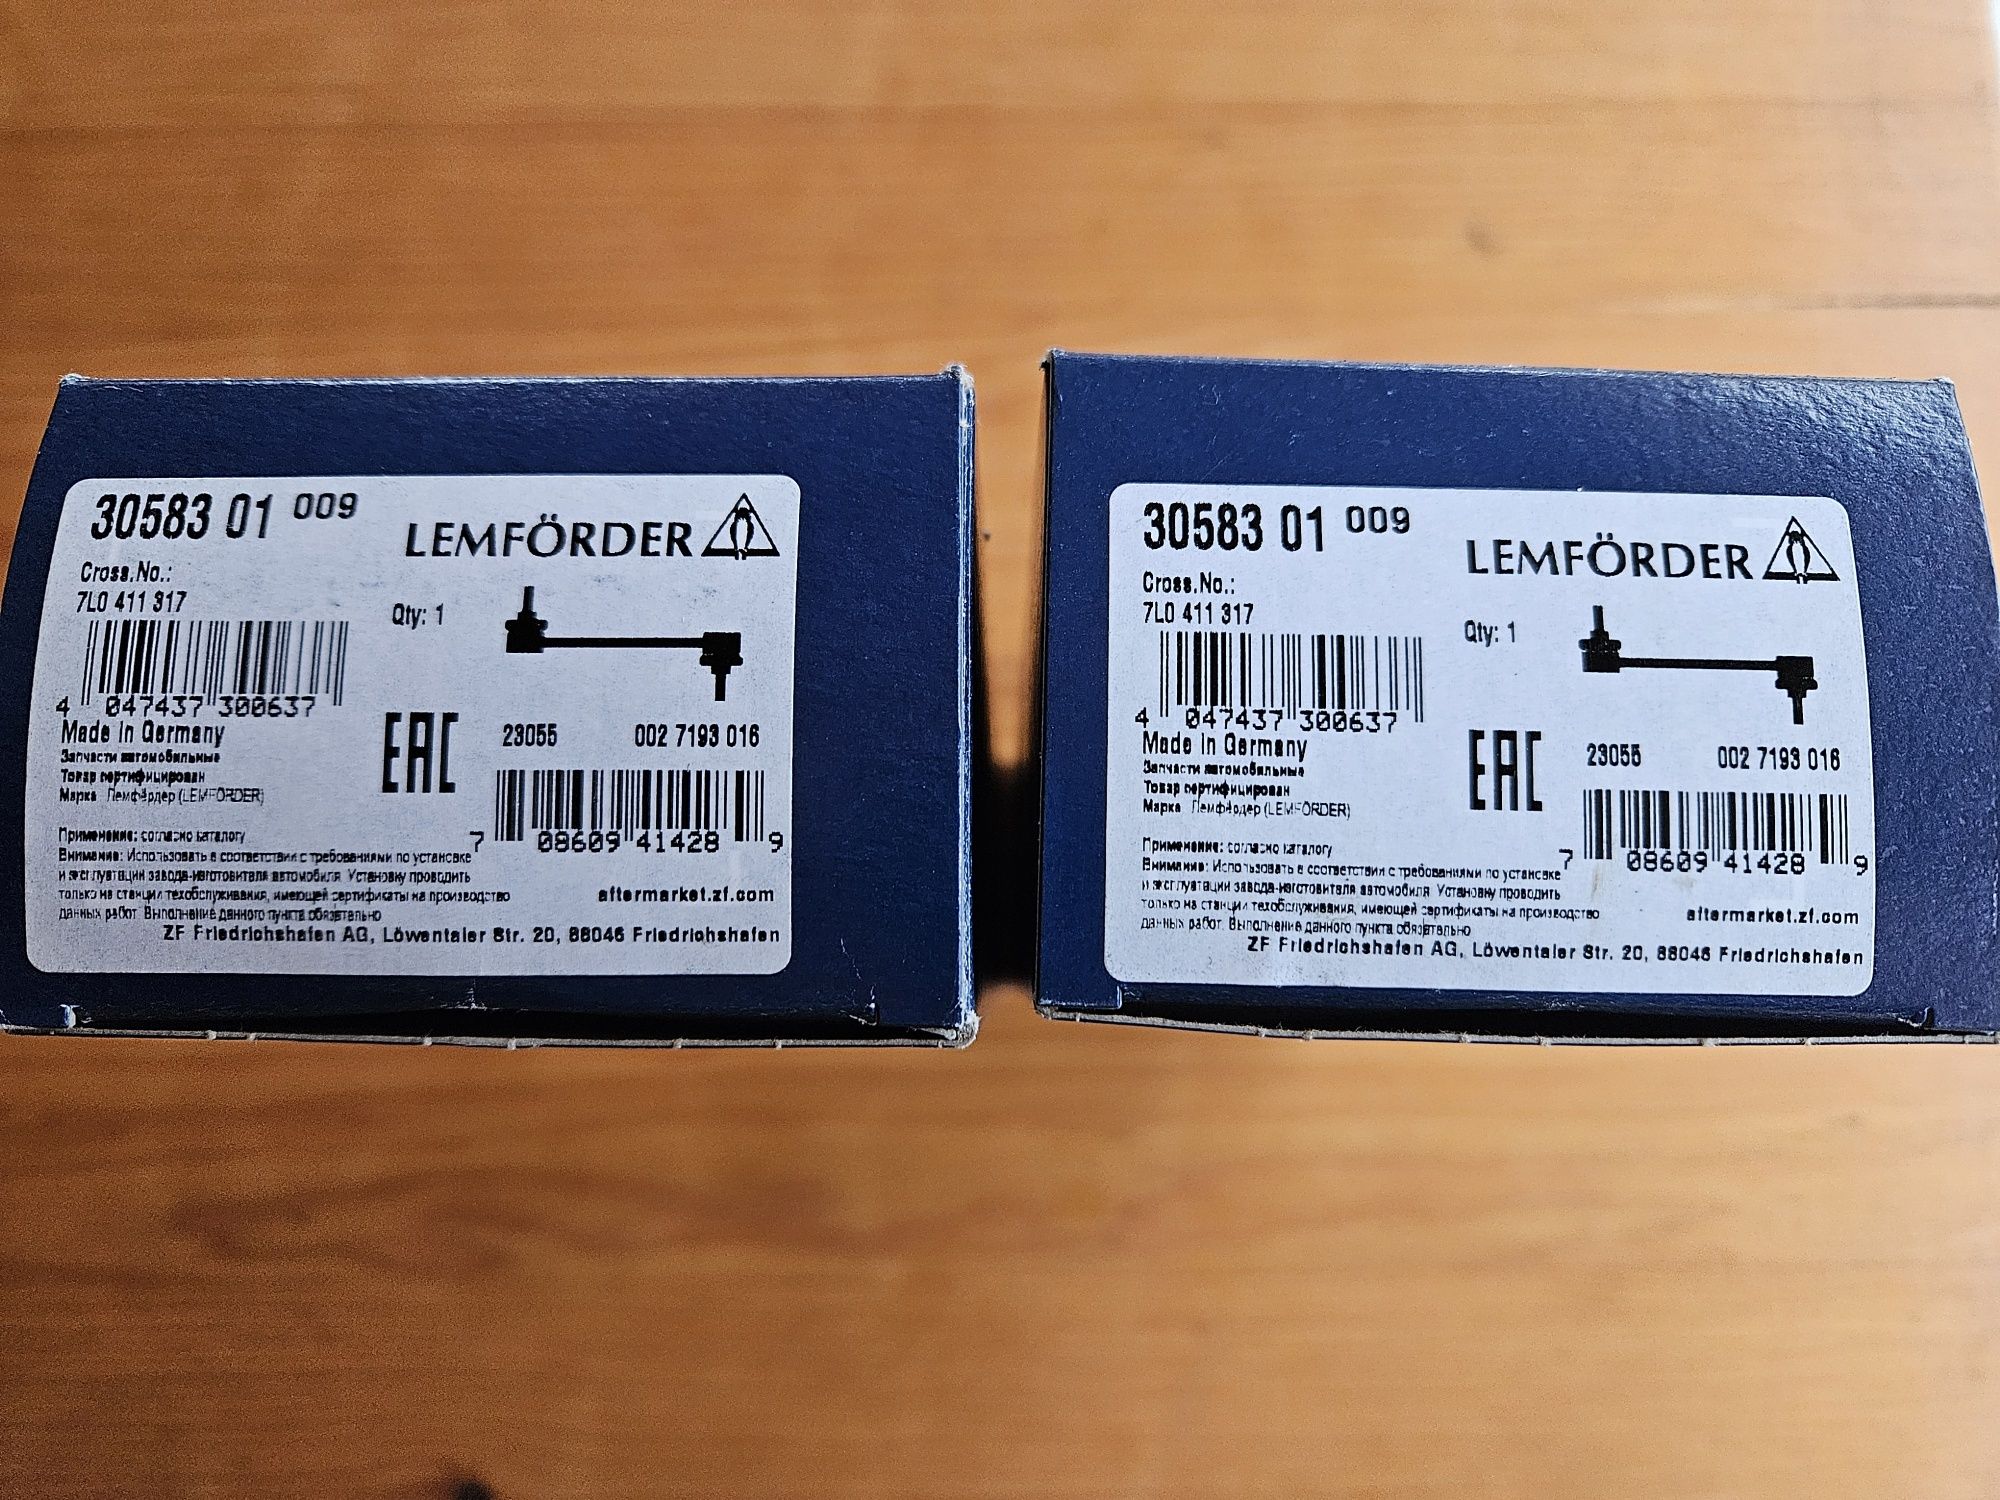 30583 01 009
LEMFÖRDER
Cross.No.:
7L0 411 317
Qty: 1
4 047437 300637
Made in Germany
Запчасти автомобильные
Товар сертифицирован
Марка Лемфёрдер (LEMFÖRDER)
EAC
23055 002 7193 016
7 08609 41428 9
Применение: согласно каталогу
Внимание: Использовать в соответствии с требованиями по установке
и эксплуатации завода-изготовителя автомобиля. Установку проводить
только на станции техобслуживания, имеющей сертификаты на производство
данных работ. Выполнение данного пункта обязательно
aftermarket.zf.com
ZF Friedrichshafen AG, Löwentaler Str. 20, 88046 Friedrichshafen
30583 01 009
LEMFÖRDER
Cross.No.:
7L0 411 317
Qty: 1
4 047437 300637
Made in Germany
Запчасти автомобильные
Товар сертифицирован
Марка Лемфёрдер (LEMFÖRDER)
EAC
23055 002 7193 016
7 08609 41428 9
Применение: согласно каталогу
Внимание: Использовать в соответствии с требованиями по установке
и эксплуатации завода-изготовителя автомобиля. Установку проводить
только на станции техобслуживания, имеющей сертификаты на производство
данных работ. Выполнение данного пункта обязательно
aftermarket.zf.com
ZF Friedrichshafen AG, Löwentaler Str. 20, 88046 Friedrichshafen